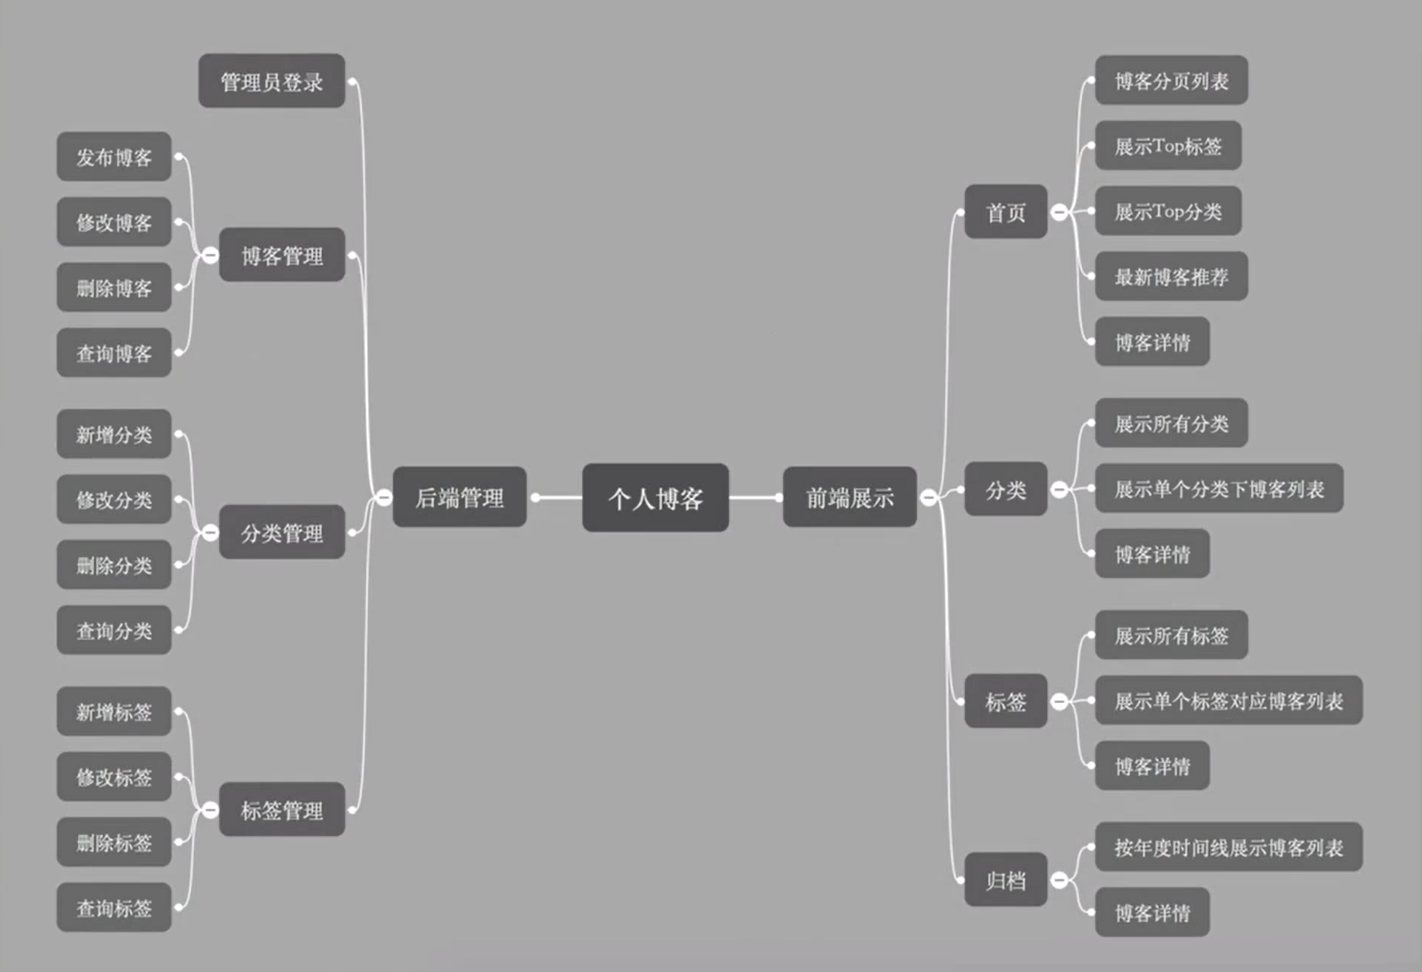 个人博客
后端管理
管理员登录
博客管理
发布博客
修改博客
删除博客
查询博客
分类管理
新增分类
修改分类
删除分类
查询分类
标签管理
新增标签
修改标签
删除标签
查询标签
前端展示
首页
博客分页列表
展示Top标签
展示Top分类
最新博客推荐
博客详情
分类
展示所有分类
展示单个分类下博客列表
博客详情
标签
展示所有标签
展示单个标签对应博客列表
博客详情
归档
按年度时间线展示博客列表
博客详情